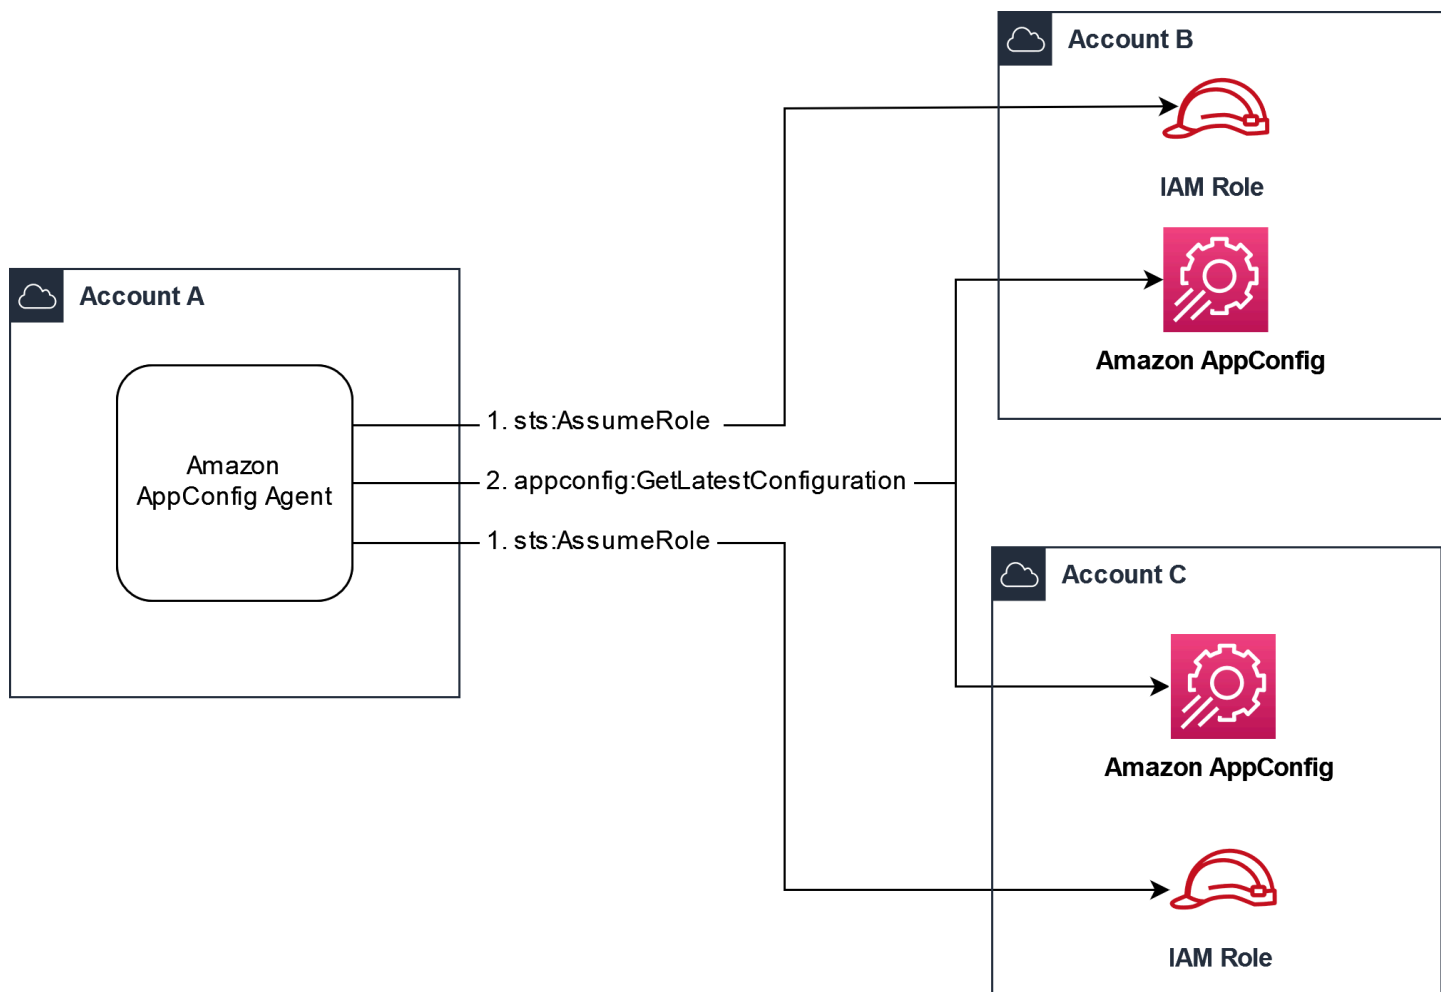 Account A
Amazon
AppConfig Agent
1. sts:AssumeRole
2. appconfig:GetLatestConfiguration
1. sts:AssumeRole
Account B
IAM Role
Amazon AppConfig
Account C
Amazon AppConfig
IAM Role